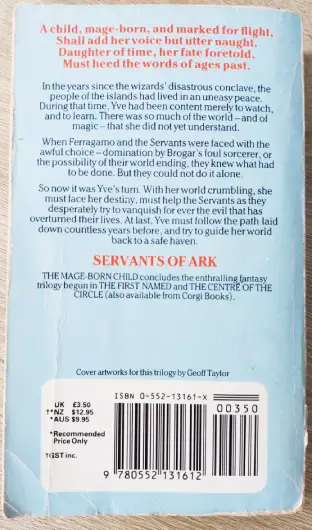 A child, mage-born, and marked for flight,
Shall add her voice but utter naught.
Daughter of time, her fate foretold,
Must heed the words of ages past.
In the years since the wizards' disastrous conclave, the
people of the islands had lived in an uneasy peace.
During that time, Yve had been content merely to watch,
and to learn. There was so much of the world – and of
magic – that she did not yet understand.
When Ferragamo and the Servants were faced with the
awful choice – domination by Brogar's foul sorcerer, or
the possibility of their world ending, they knew what had
to be done. But they could not do it alone.
So now it was Yve's turn. With her world crumbling, she
must face her destiny, must help the Servants as they
desperately try to vanquish for ever the evil that has
overturned their lives. At last, Yve must follow the path laid
down countless years before, and try to guide her world
back to a safe haven.
SERVANTS OF ARK
THE MAGE-BORN CHILD concludes the enthralling fantasy
trilogy begun in THE FIRST NAMED and THE CENTRE OF THE
CIRCLE (also available from Corgi Books).
Cover artworks for this trilogy by Geoff Taylor
ISBN 0-552-13161-X
UK £3.50
†*NZ $12.95
*AUS $9.95
*Recommended
Price Only
†GST inc.
00350
9 780552 131612